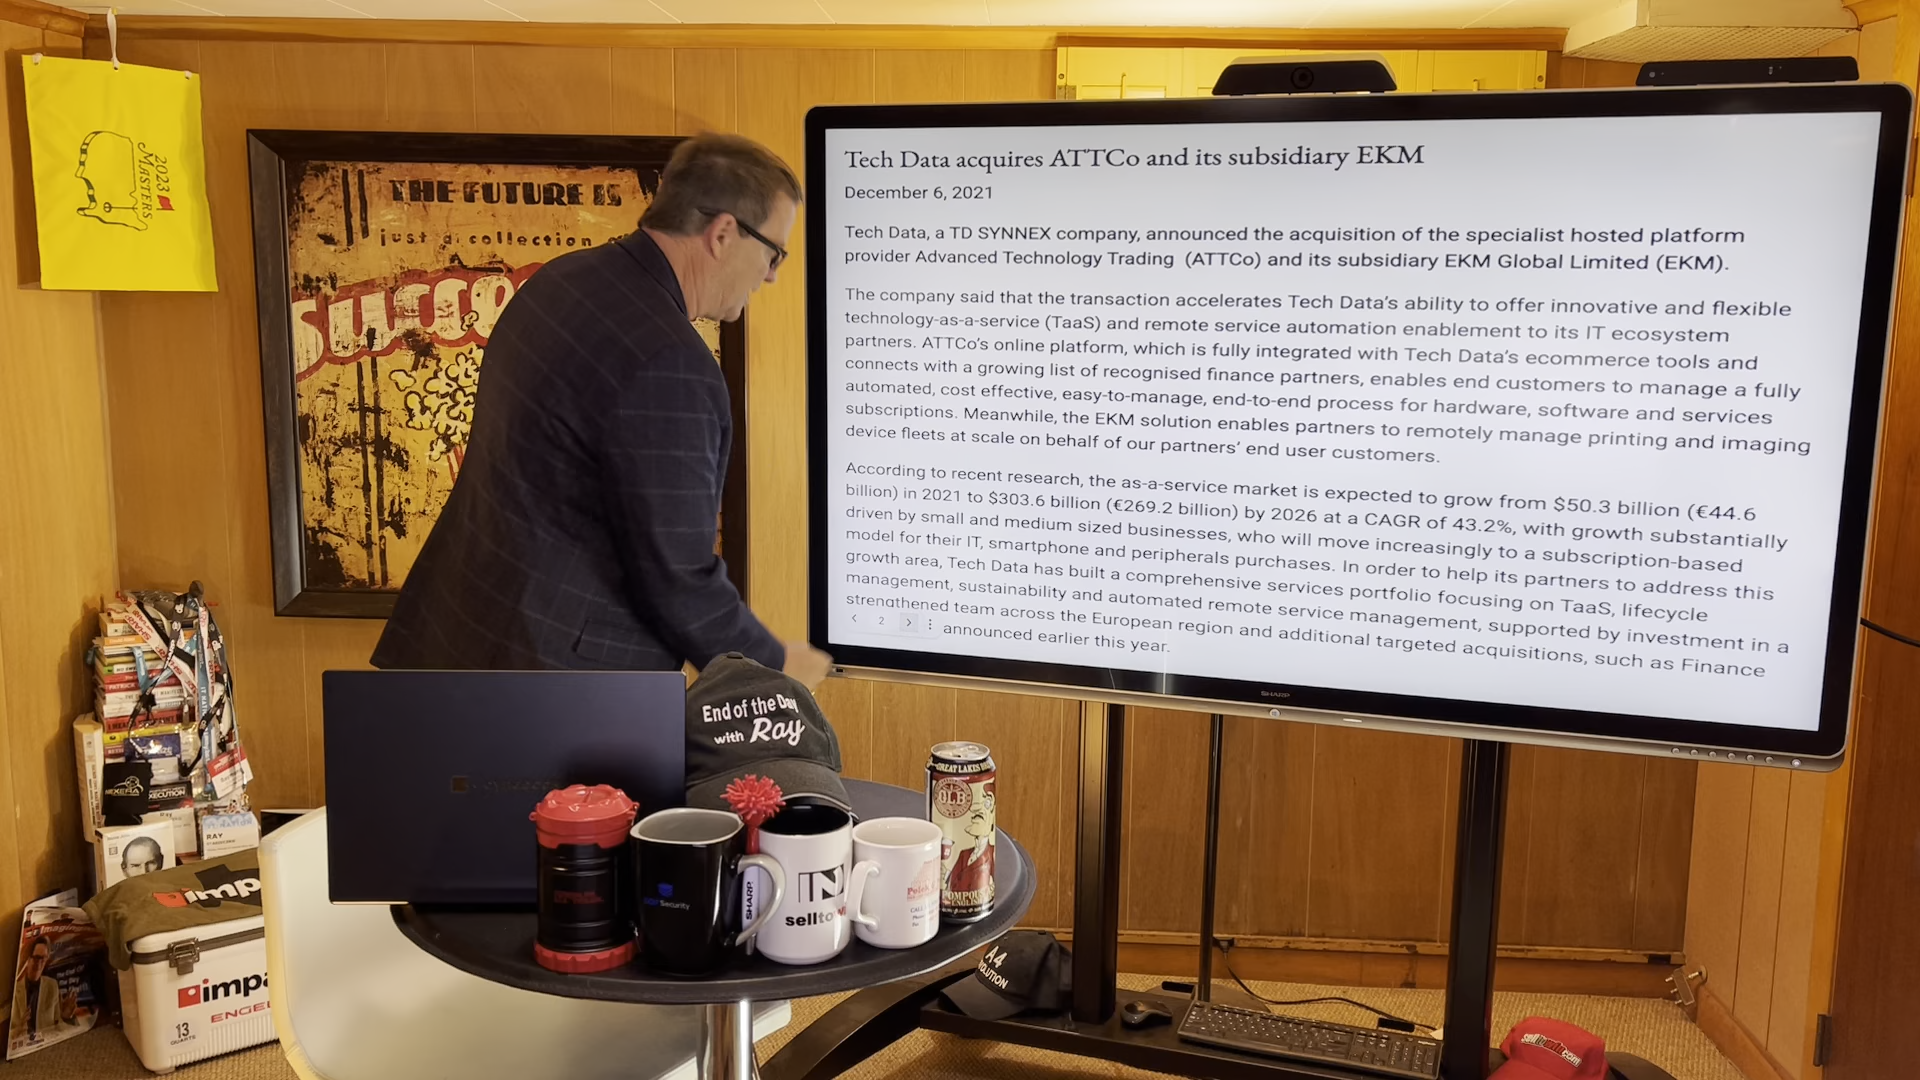 2023
MASTERS
THE FUTURE IS
just a collection
Tech Data acquires ATTCo and its subsidiary EKM
December 6, 2021
Tech Data, a TD SYNNEX company, announced the acquisition of the specialist hosted platform
provider Advanced Technology Trading (ATTCo) and its subsidiary EKM Global Limited (EKM).
The company said that the transaction accelerates Tech Data's ability to offer innovative and flexible
technology-as-a-service (TaaS) and remote service automation enablement to its IT ecosystem
partners. ATTCo's online platform, which is fully integrated with Tech Data's ecommerce tools and
connects with a growing list of recognised finance partners, enables end customers to manage a fully
automated, cost effective, easy-to-manage, end-to-end process for hardware, software and services
subscriptions. Meanwhile, the EKM solution enables partners to remotely manage printing and imaging
device fleets at scale on behalf of our partners' end user customers.
According to recent research, the as-a-service market is expected to grow from $50.3 billion (€44.6
billion) in 2021 to $303.6 billion (€269.2 billion) by 2026 at a CAGR of 43.2%, with growth substantially
driven by small and medium sized businesses, who will move increasingly to a subscription-based
model for their IT, smartphone and peripherals purchases. In order to help its partners to address this
growth area, Tech Data has built a comprehensive services portfolio focusing on TaaS, lifecycle
management, sustainability and automated remote service management, supported by investment in a
strengthened team across the European region and additional targeted acquisitions, such as Finance
announced earlier this year.
2
SHARP
End of the Day
with Ray
Security
SHARP
IN
sellto
GREAT LAKES
GLB
RAY
imp
impa
13
QUARTS
A4